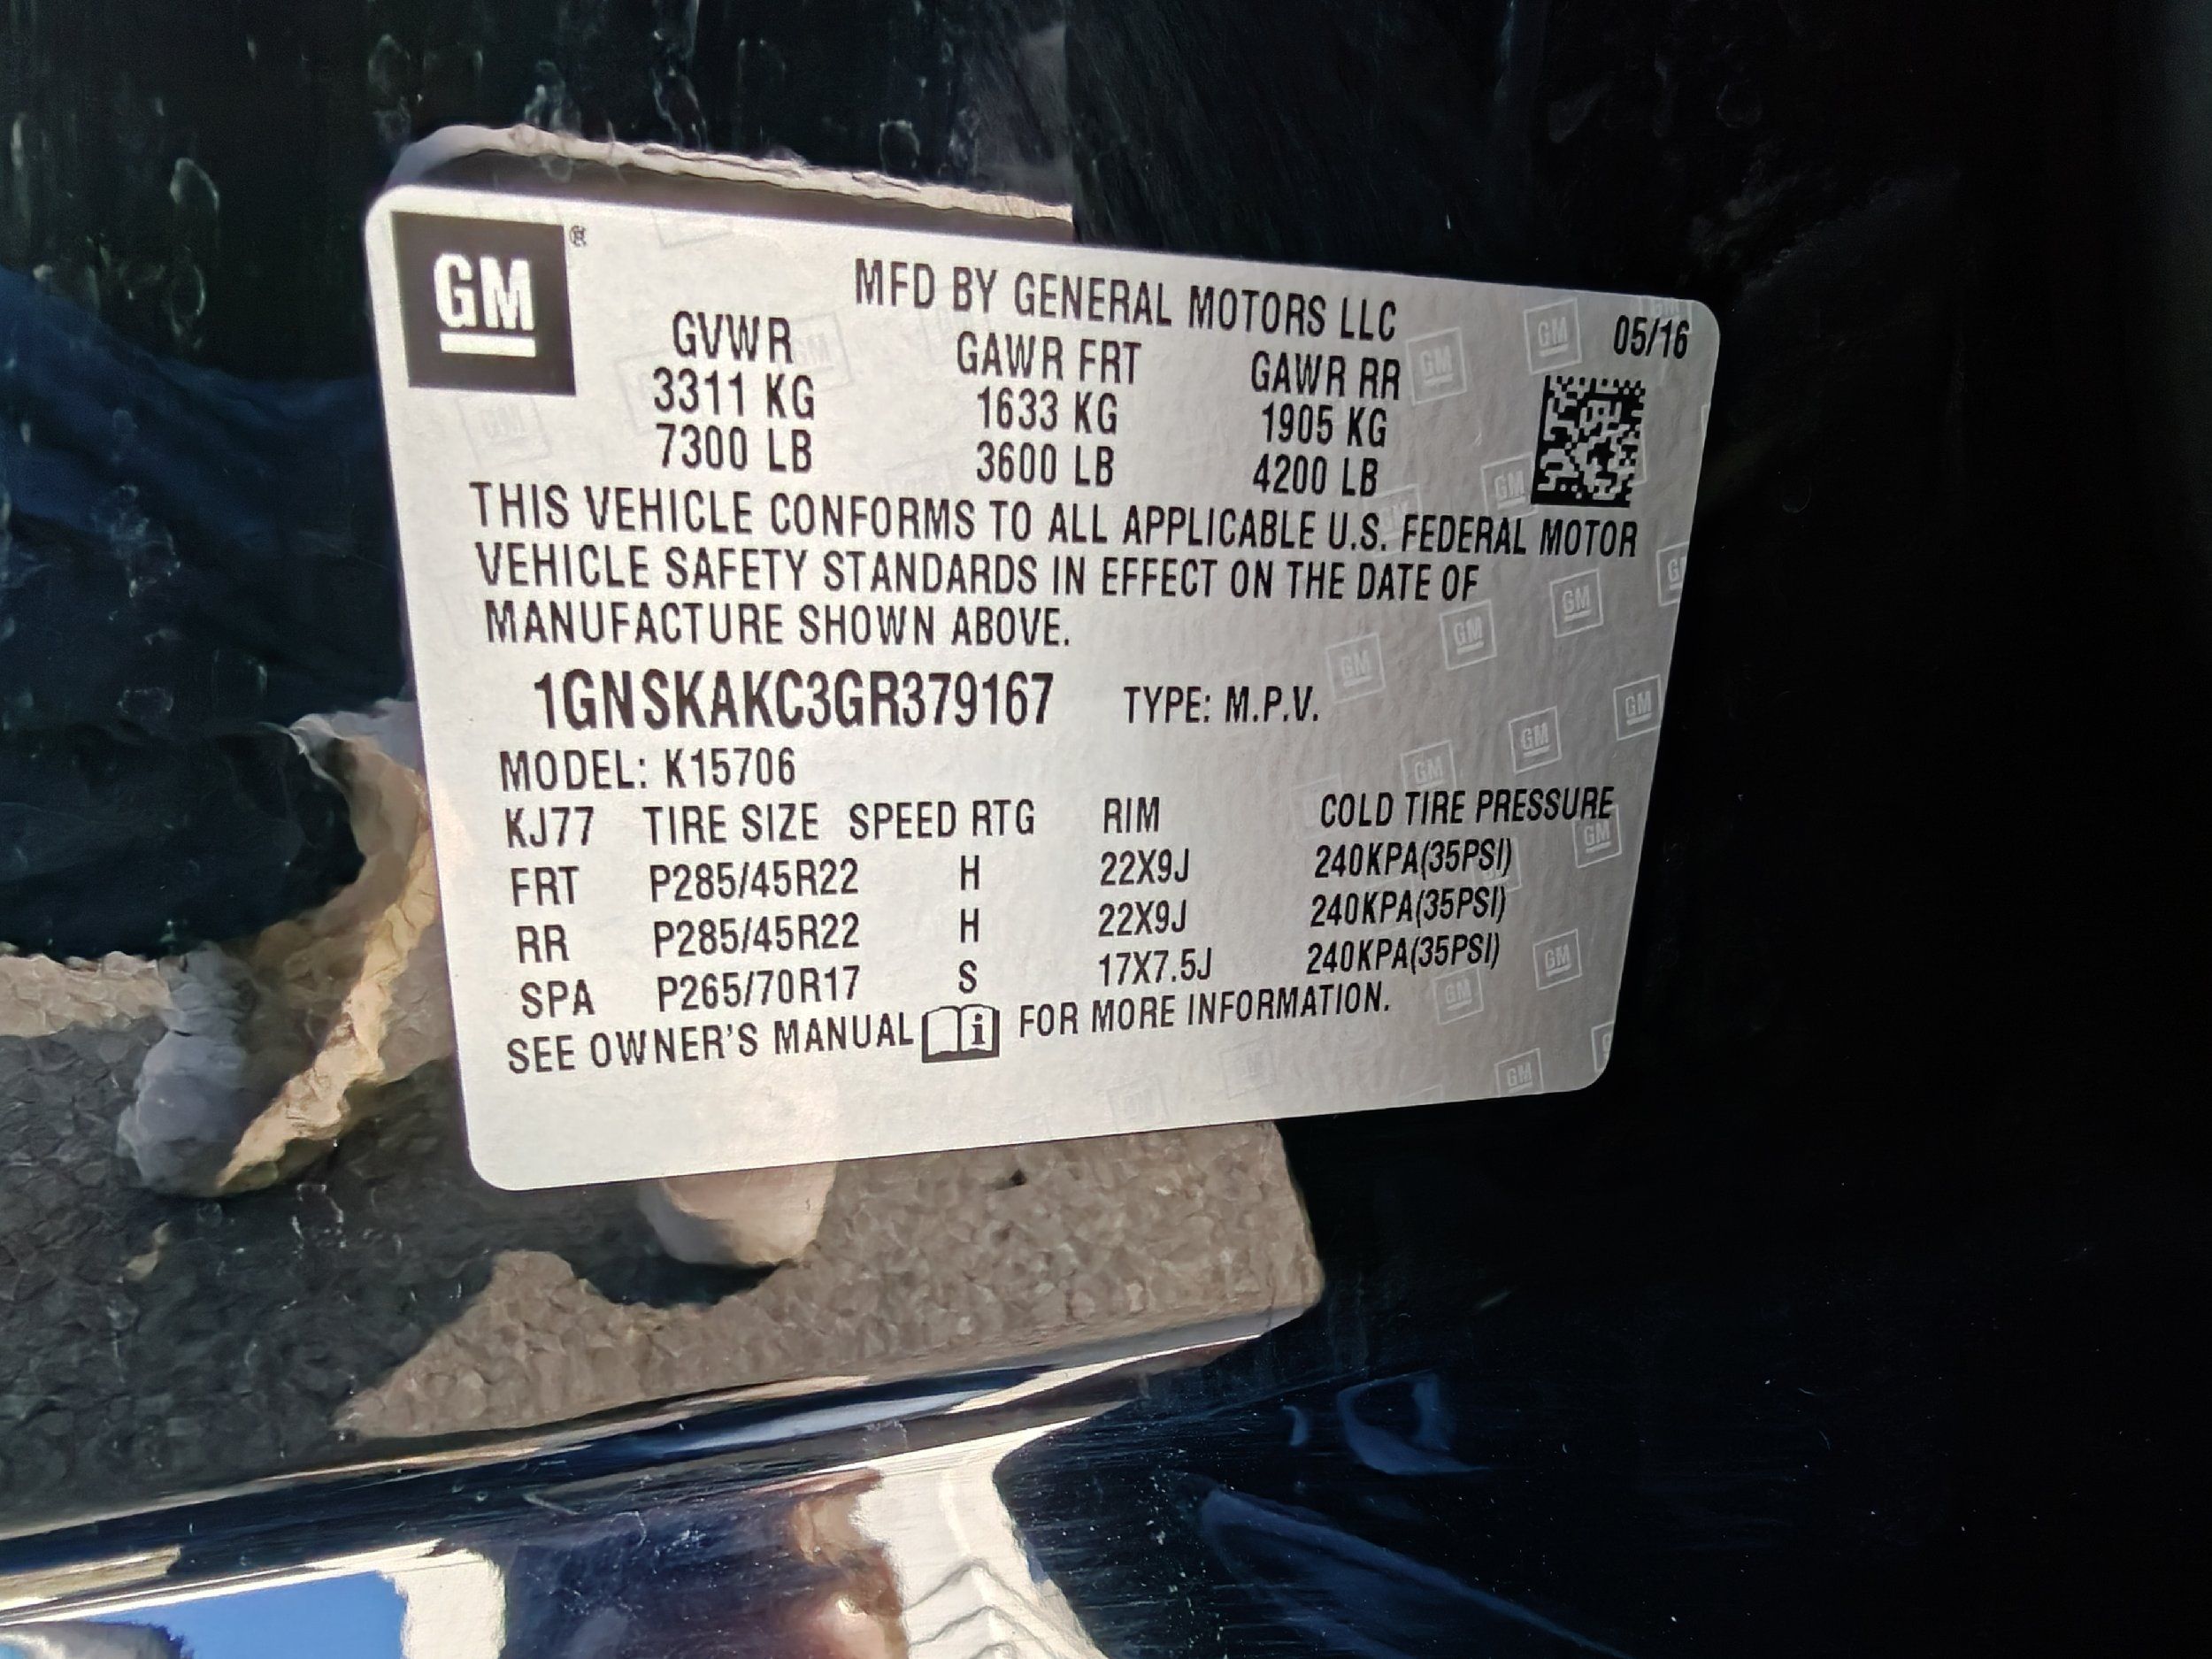 GM ®
MFD BY GENERAL MOTORS LLC
05/16
GVWR GAWR FRT GAWR RR
3311 KG 1633 KG 1905 KG
7300 LB 3600 LB 4200 LB
THIS VEHICLE CONFORMS TO ALL APPLICABLE U.S. FEDERAL MOTOR
VEHICLE SAFETY STANDARDS IN EFFECT ON THE DATE OF
MANUFACTURE SHOWN ABOVE.
1GNSKAKC3GR379167 TYPE: M.P.V.
MODEL: K15706
KJ77 TIRE SIZE SPEED RTG RIM COLD TIRE PRESSURE
FRT P285/45R22 H 22X9J 240KPA(35PSI)
RR P285/45R22 H 22X9J 240KPA(35PSI)
SPA P265/70R17 S 17X7.5J 240KPA(35PSI)
SEE OWNER'S MANUAL i FOR MORE INFORMATION.